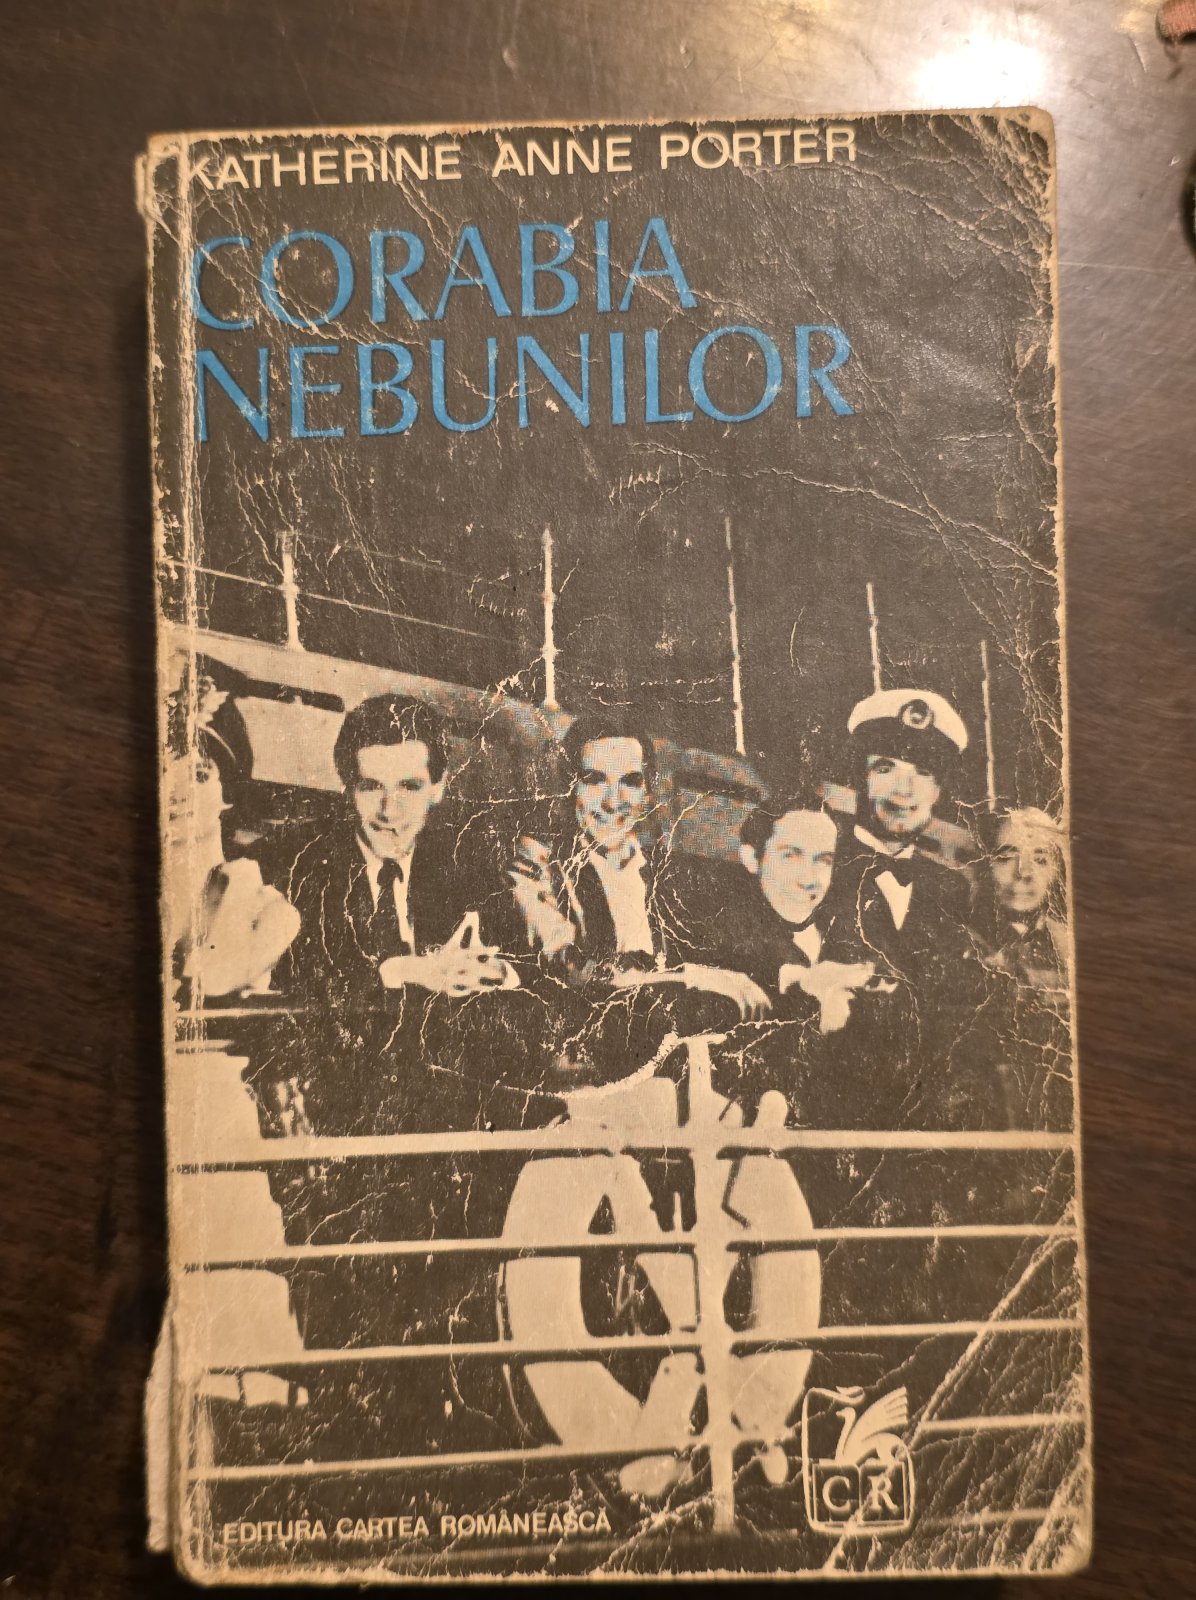 KATHERINE ANNE PORTER
CORABIA
NEBUNILOR
CR
EDITURA CARTEA ROMÂNEASCĂ